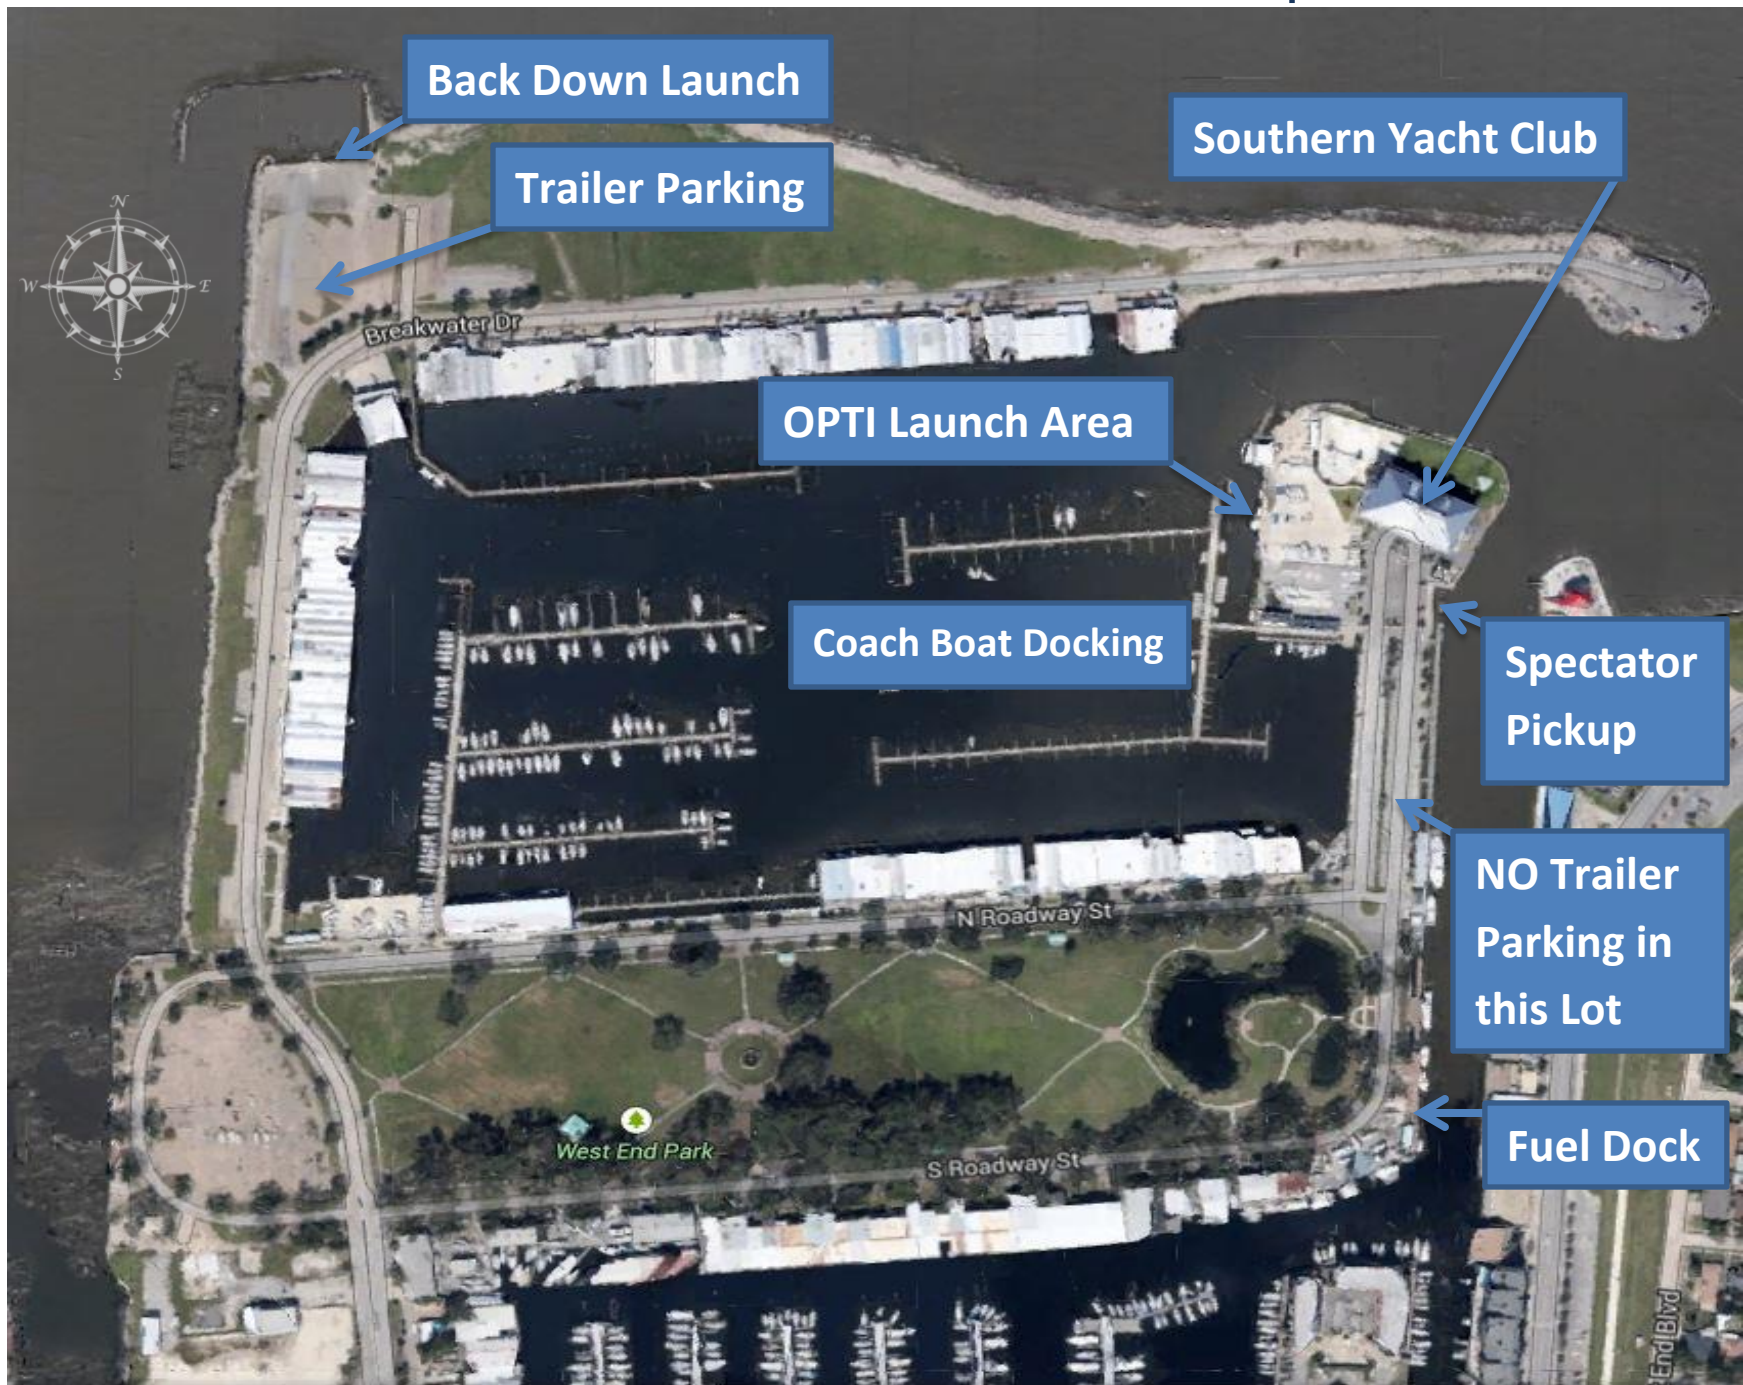 Back Down Launch
Southern Yacht Club
Trailer Parking
N
W
E
S
Breakwater Dr
OPTI Launch Area
Coach Boat Docking
Spectator
Pickup
NO Trailer
Parking in
this Lot
N Roadway St
West End Park
S Roadway St
Fuel Dock
End Blvd